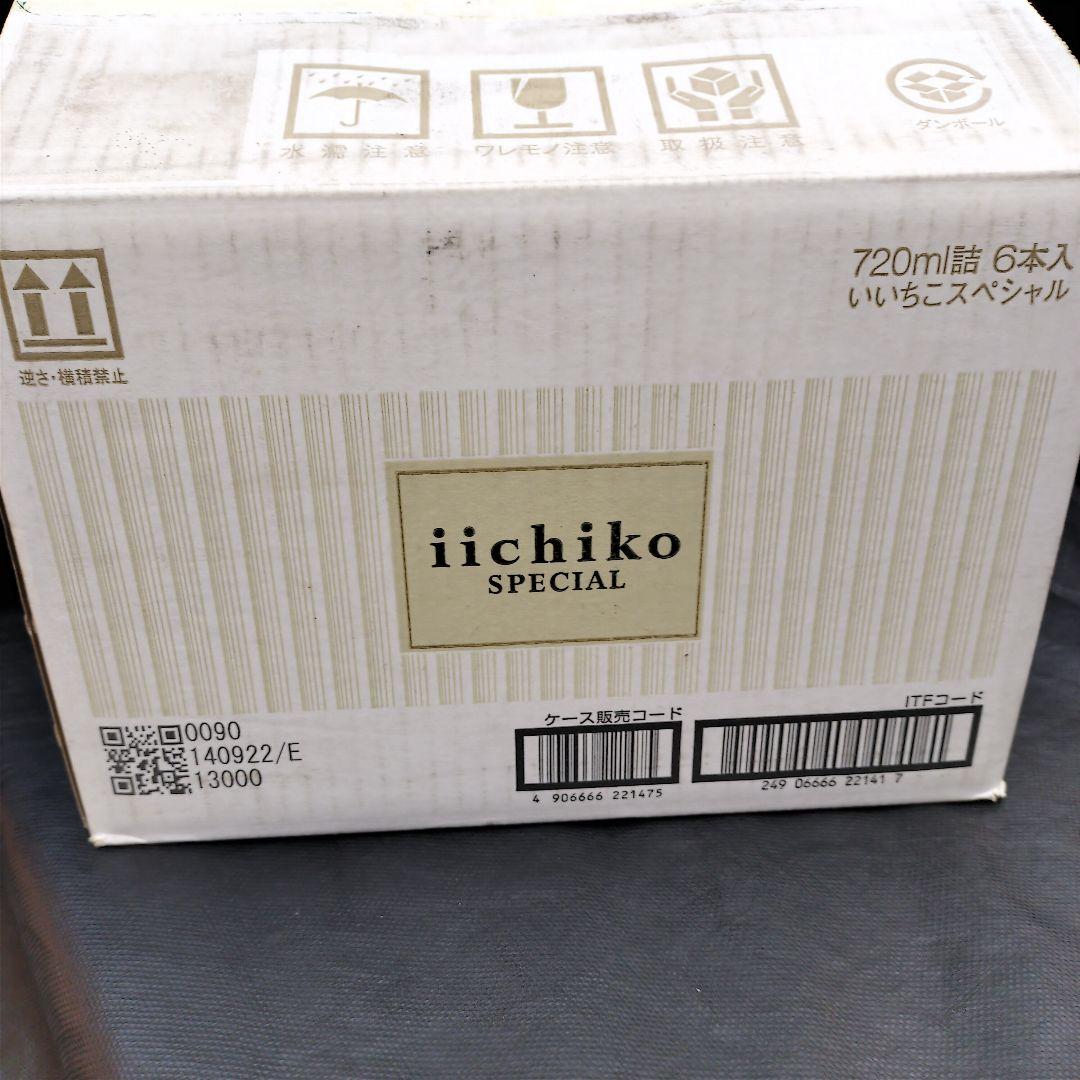 水濡注意
ワレモノ注意
取扱注意
ダンボール
720ml詰 6本入
いいちこスペシャル
逆さ・横積禁止
iichiko
SPECIAL
0090
140922/E
13000
ケース販売コード
4 906666 221475
ITFコード
249 06666 22141 7